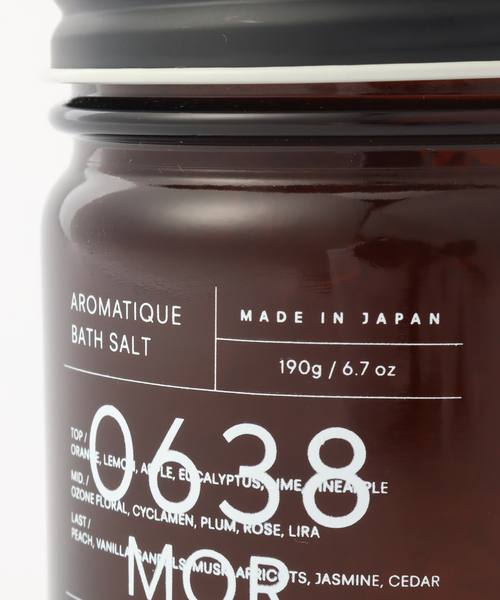 AROMATIQUE
BATH SALT
MADE IN JAPAN
190g / 6.7 oz
0638
TOP /
ORANGE, LEMON, APPLE, EUCALYPTUS, LIME, PINEAPPLE
MID. /
OZONE FLORAL, CYCLAMEN, PLUM, ROSE, LIRA
LAST /
PEACH, VANILLA, MUSK, APRICOTS, JASMINE, CEDAR
MOR